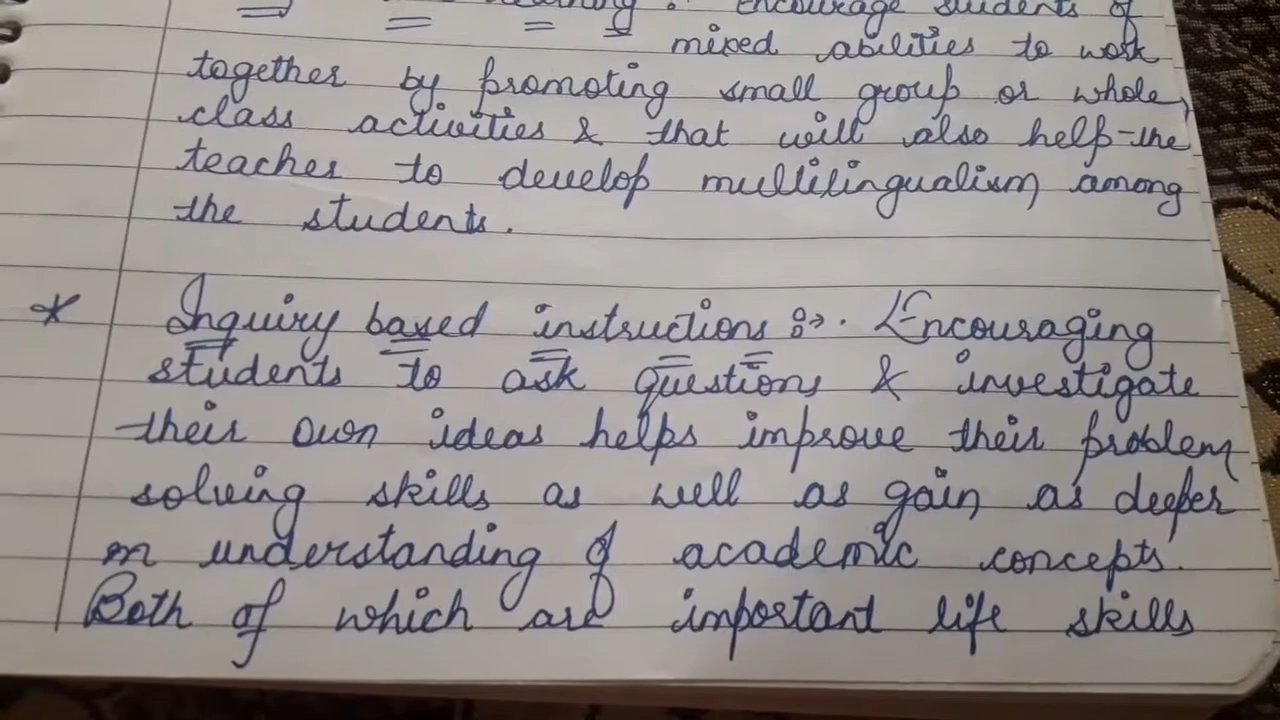 Encourage students of
mixed abilities to work
together by promoting small group or whole,
class activities & that will also help the
teacher to develop multilingualism among
the students.
* Inquiry based instructions :→. Encouraging
students to ask questions & investigate
their own ideas helps improve their problem
solving skills as well as gain as deeper
understanding of academic concepts.
Both of which are important life skills